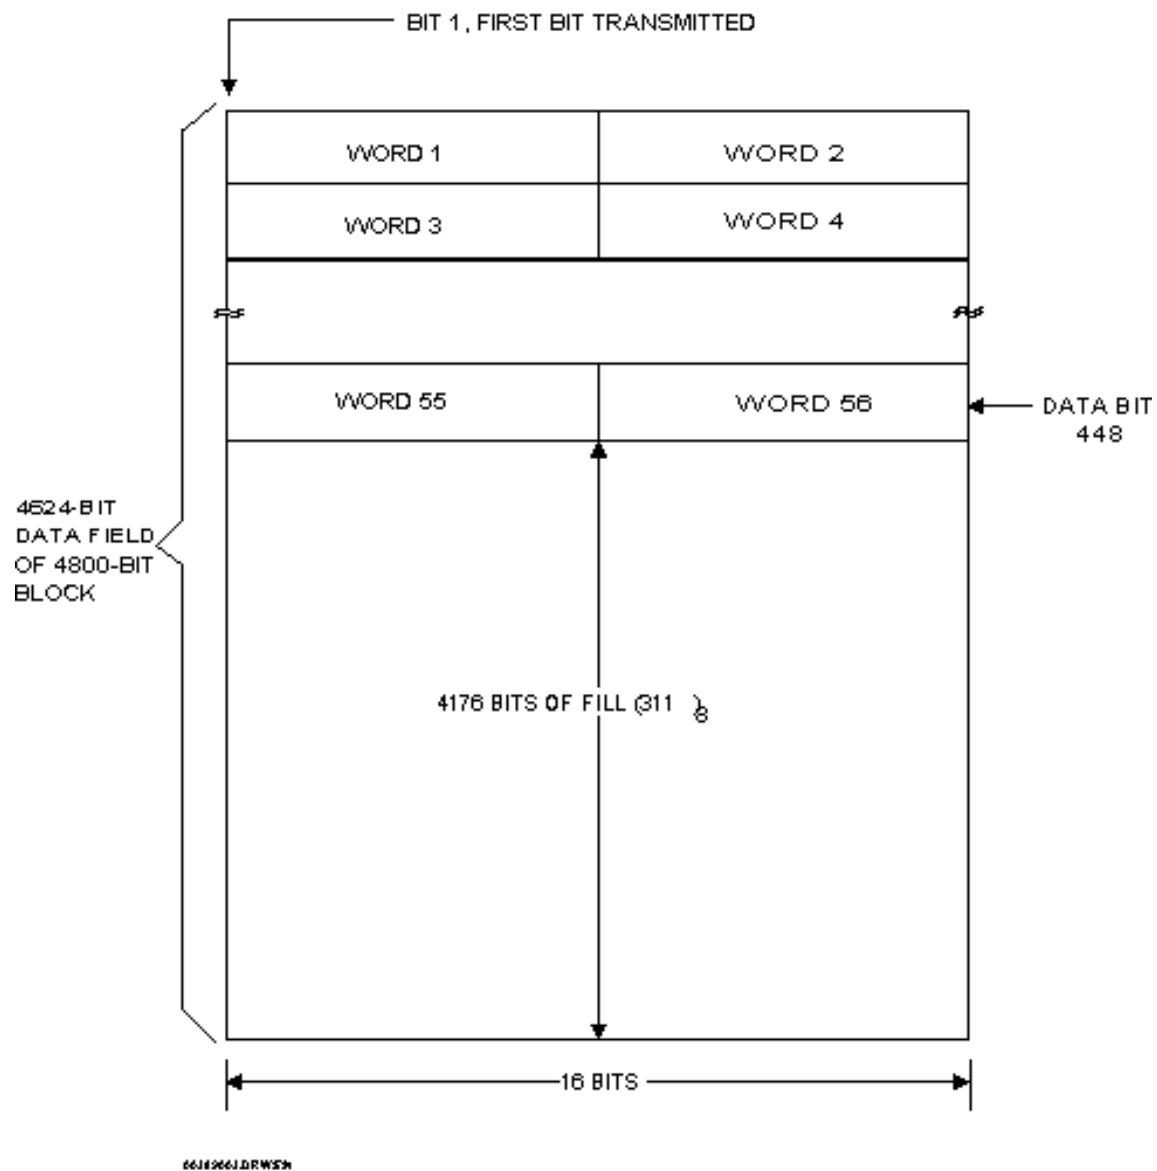 BIT 1, FIRST BIT TRANSMITTED
WORD 1
WORD 2
WORD 3
WORD 4
WORD 55
WORD 56
DATA BIT
448
4624-BIT
DATA FIELD
OF 4800-BIT
BLOCK
4176 BITS OF FILL (311 )8
16 BITS